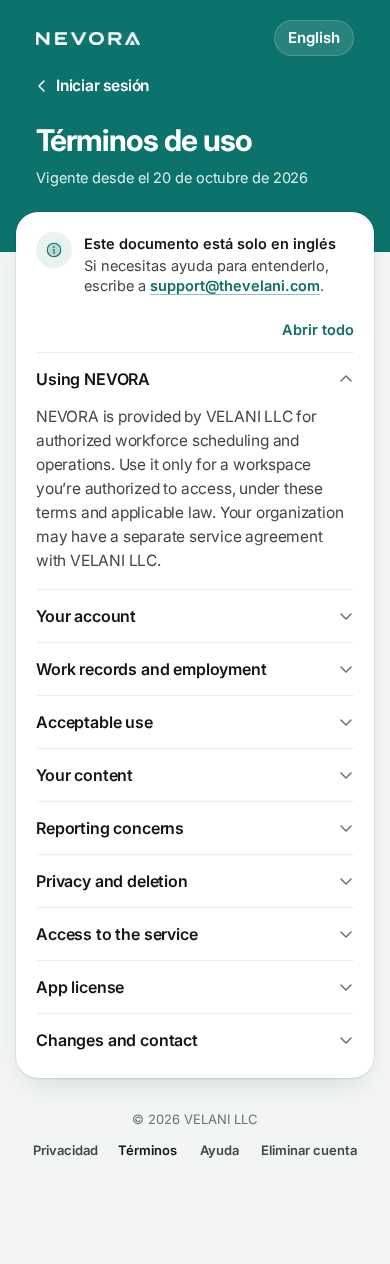 NEVORA
English
Iniciar sesión
Términos de uso
Vigente desde el 20 de octubre de 2026
Este documento está solo en inglés
Si necesitas ayuda para entenderlo,
escribe a support@thevelani.com.
Abrir todo
Using NEVORA
NEVORA is provided by VELANI LLC for
authorized workforce scheduling and
operations. Use it only for a workspace
you’re authorized to access, under these
terms and applicable law. Your organization
may have a separate service agreement
with VELANI LLC.
Your account
Work records and employment
Acceptable use
Your content
Reporting concerns
Privacy and deletion
Access to the service
App license
Changes and contact
© 2026 VELANI LLC
Privacidad Términos Ayuda Eliminar cuenta